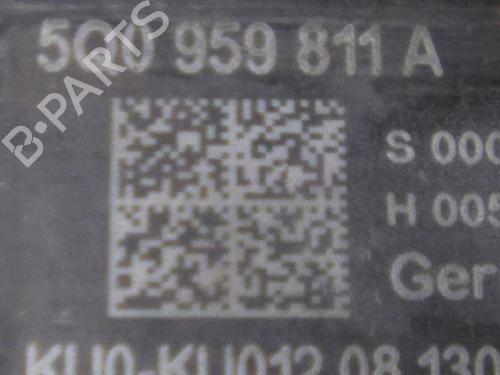 5Q0 959 811 A
B-PARTS
S 000
H 005
Ger
KU0-KU012 08.130